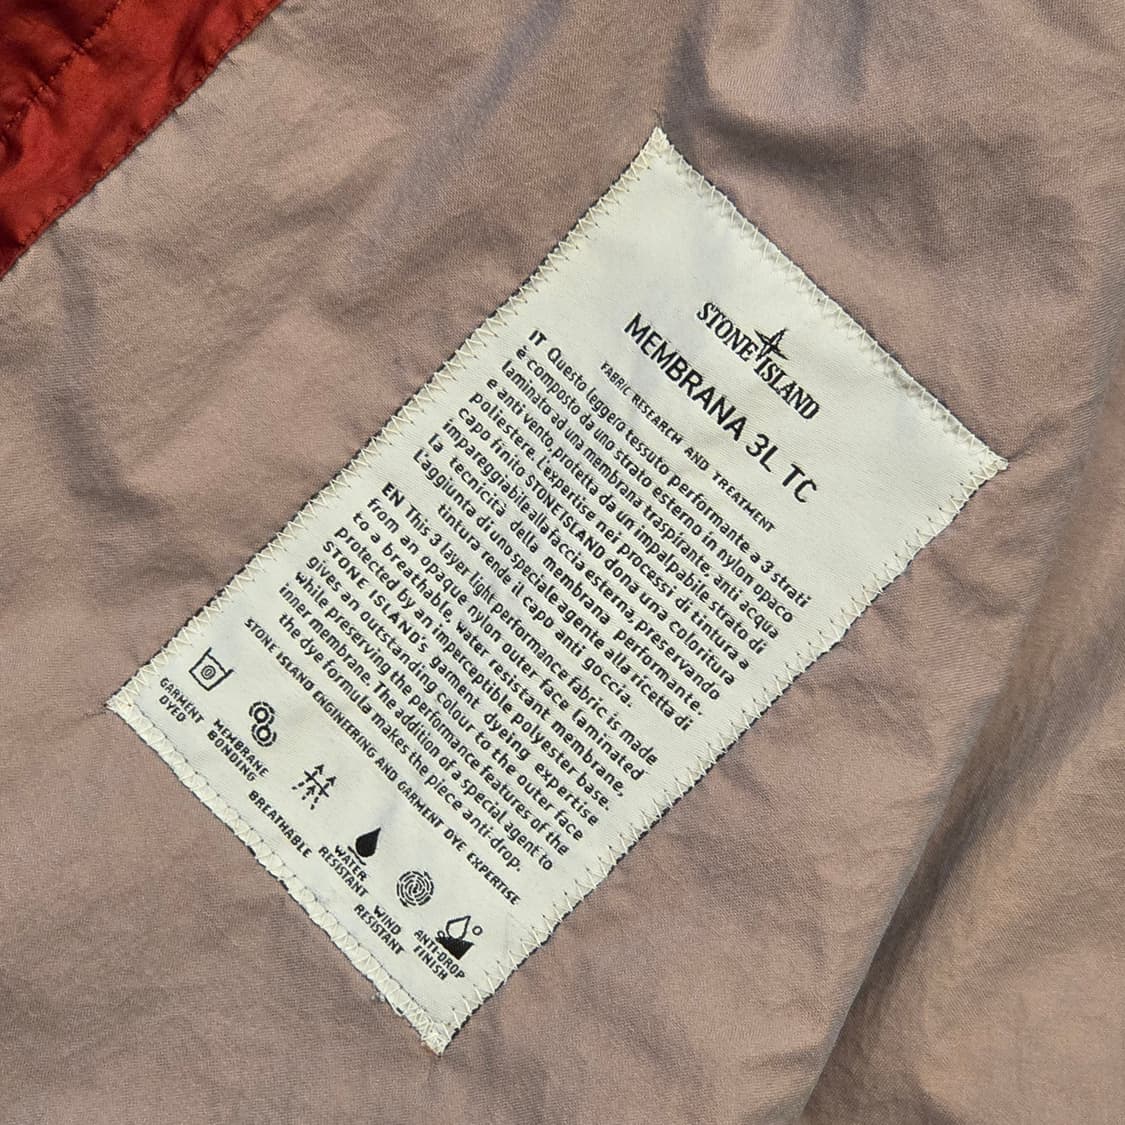 STONE ISLAND
MEMBRANA 3L TC
FABRIC RESEARCH AND TREATMENT
IT Questo leggero tessuto performante a 3 strati
è composto da uno strato esterno in nylon opaco
laminato ad una membrana traspirante, anti acqua
e anti vento, protetta da un impalpabile strato di
poliestere. L'expertise nei processi di tintura a
capo finito STONE ISLAND dona una coloritura
impareggiabile alla faccia esterna, preservando
la tecnicità della membrana performante.
L'aggiunta di uno speciale agente alla ricetta di
tintura rende il capo anti goccia.
EN This 3 layer light performance fabric is made
from an opaque nylon outer face laminated
to a breathable, water resistant membrane,
protected by an imperceptible polyester base.
STONE ISLAND's garment dyeing expertise
gives an outstanding colour to the outer face
while preserving the performance features of the
inner membrane. The addition of a special agent to
the dye formula makes the piece anti-drop.
STONE ISLAND ENGINEERING AND GARMENT DYE EXPERTISE
GARMENT
DYED
MEMBRANE
BONDING
BREATHABLE
WATER
RESISTANT
WIND
RESISTANT
ANTI-DROP
FINISH